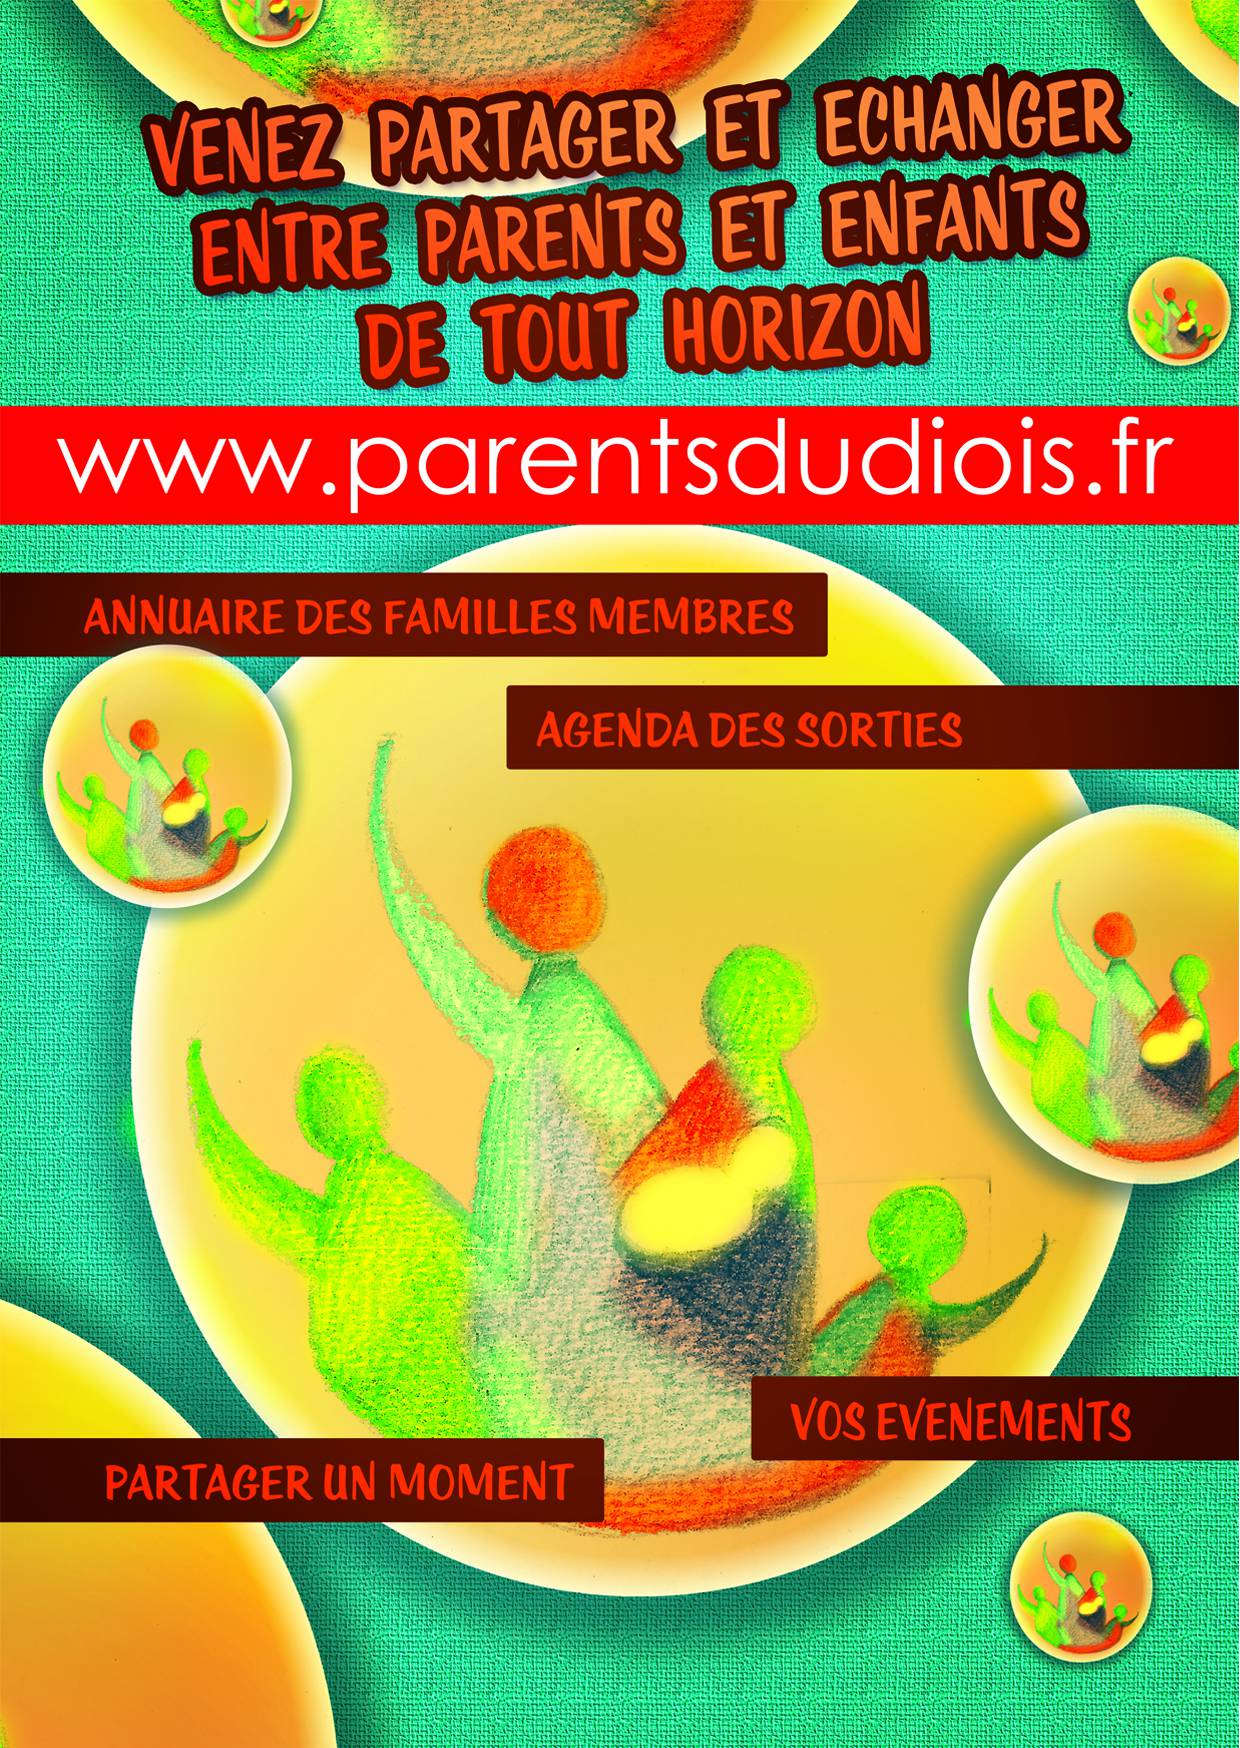 VENEZ PARTAGER ET ECHANGER
ENTRE PARENTS ET ENFANTS
DE TOUT HORIZON
www.parentsdudiois.fr
ANNUAIRE DES FAMILLES MEMBRES
AGENDA DES SORTIES
VOS EVENEMENTS
PARTAGER UN MOMENT